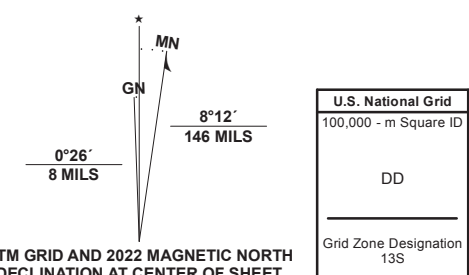 ★
MN
GN
8°12´
146 MILS
0°26´
8 MILS
TM GRID AND 2022 MAGNETIC NORTH
DECLINATION AT CENTER OF SHEET
U.S. National Grid
100,000 - m Square ID
DD
Grid Zone Designation
13S